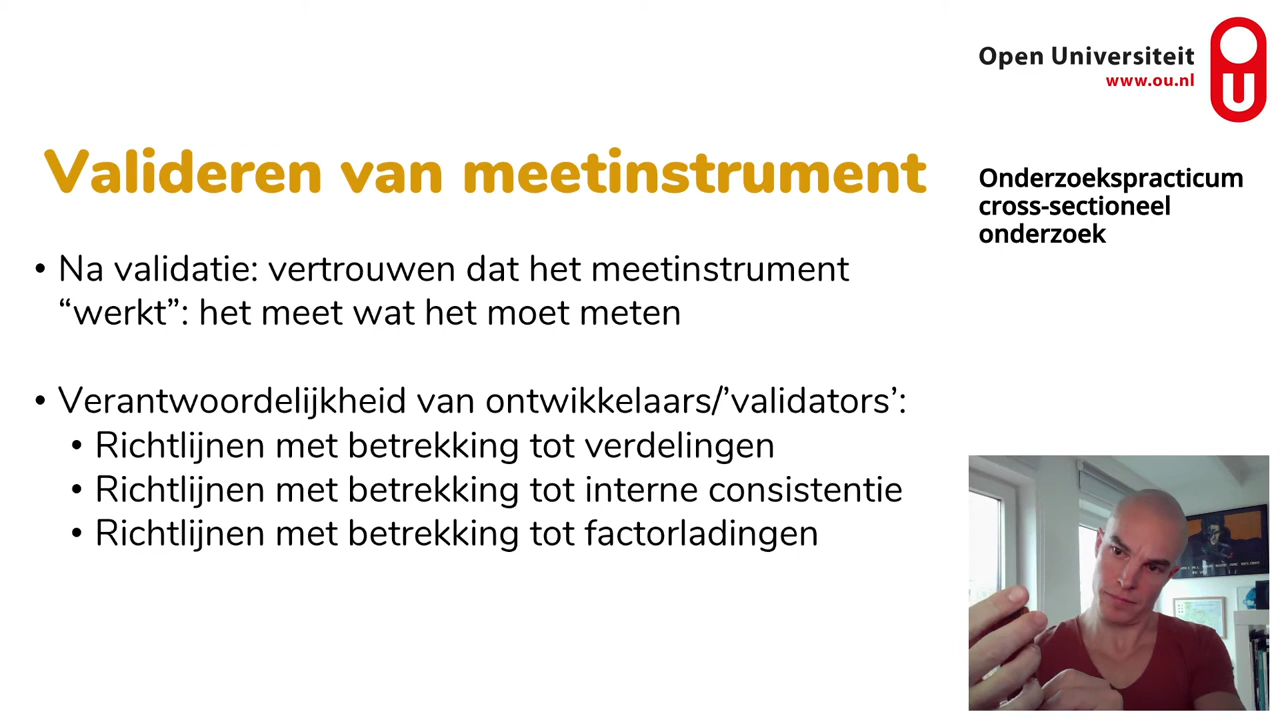 Open Universiteit
www.ou.nl
Valideren van meetinstrument
Onderzoekspracticum
cross-sectioneel
onderzoek
• Na validatie: vertrouwen dat het meetinstrument
“werkt”: het meet wat het moet meten
• Verantwoordelijkheid van ontwikkelaars/’validators’:
• Richtlijnen met betrekking tot verdelingen
• Richtlijnen met betrekking tot interne consistentie
• Richtlijnen met betrekking tot factorladingen